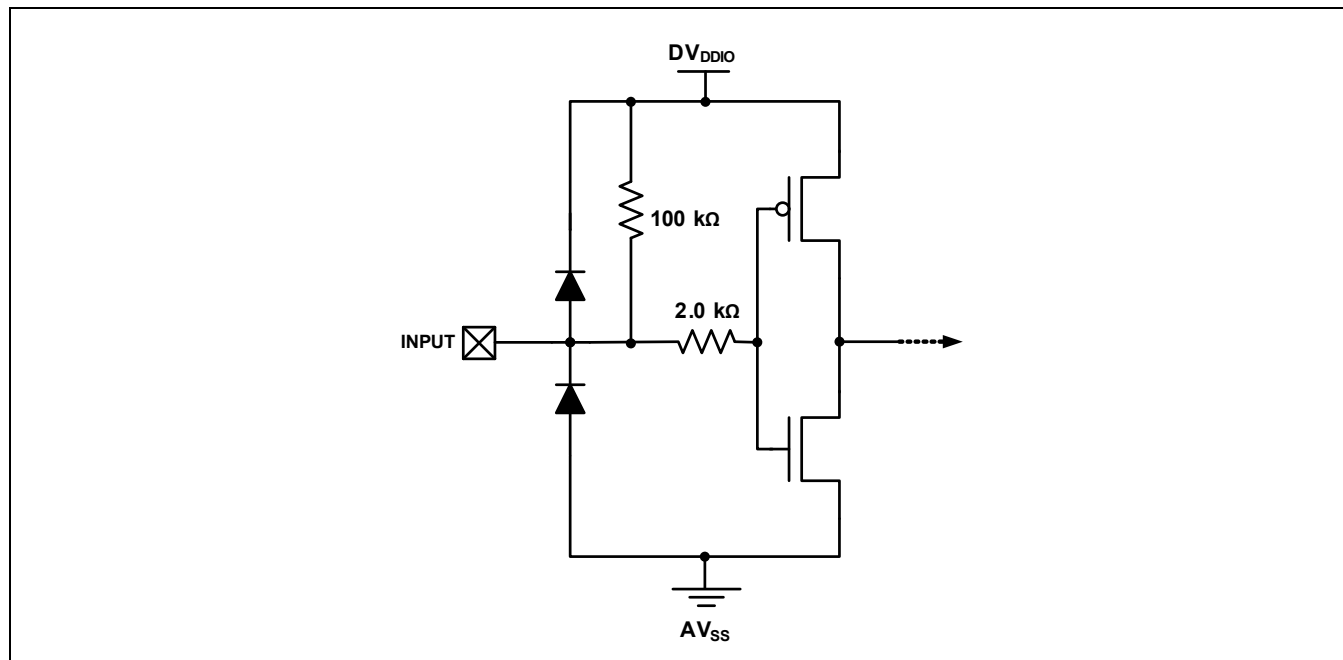 DVDDIO
100 kΩ
2.0 kΩ
INPUT
AVSS